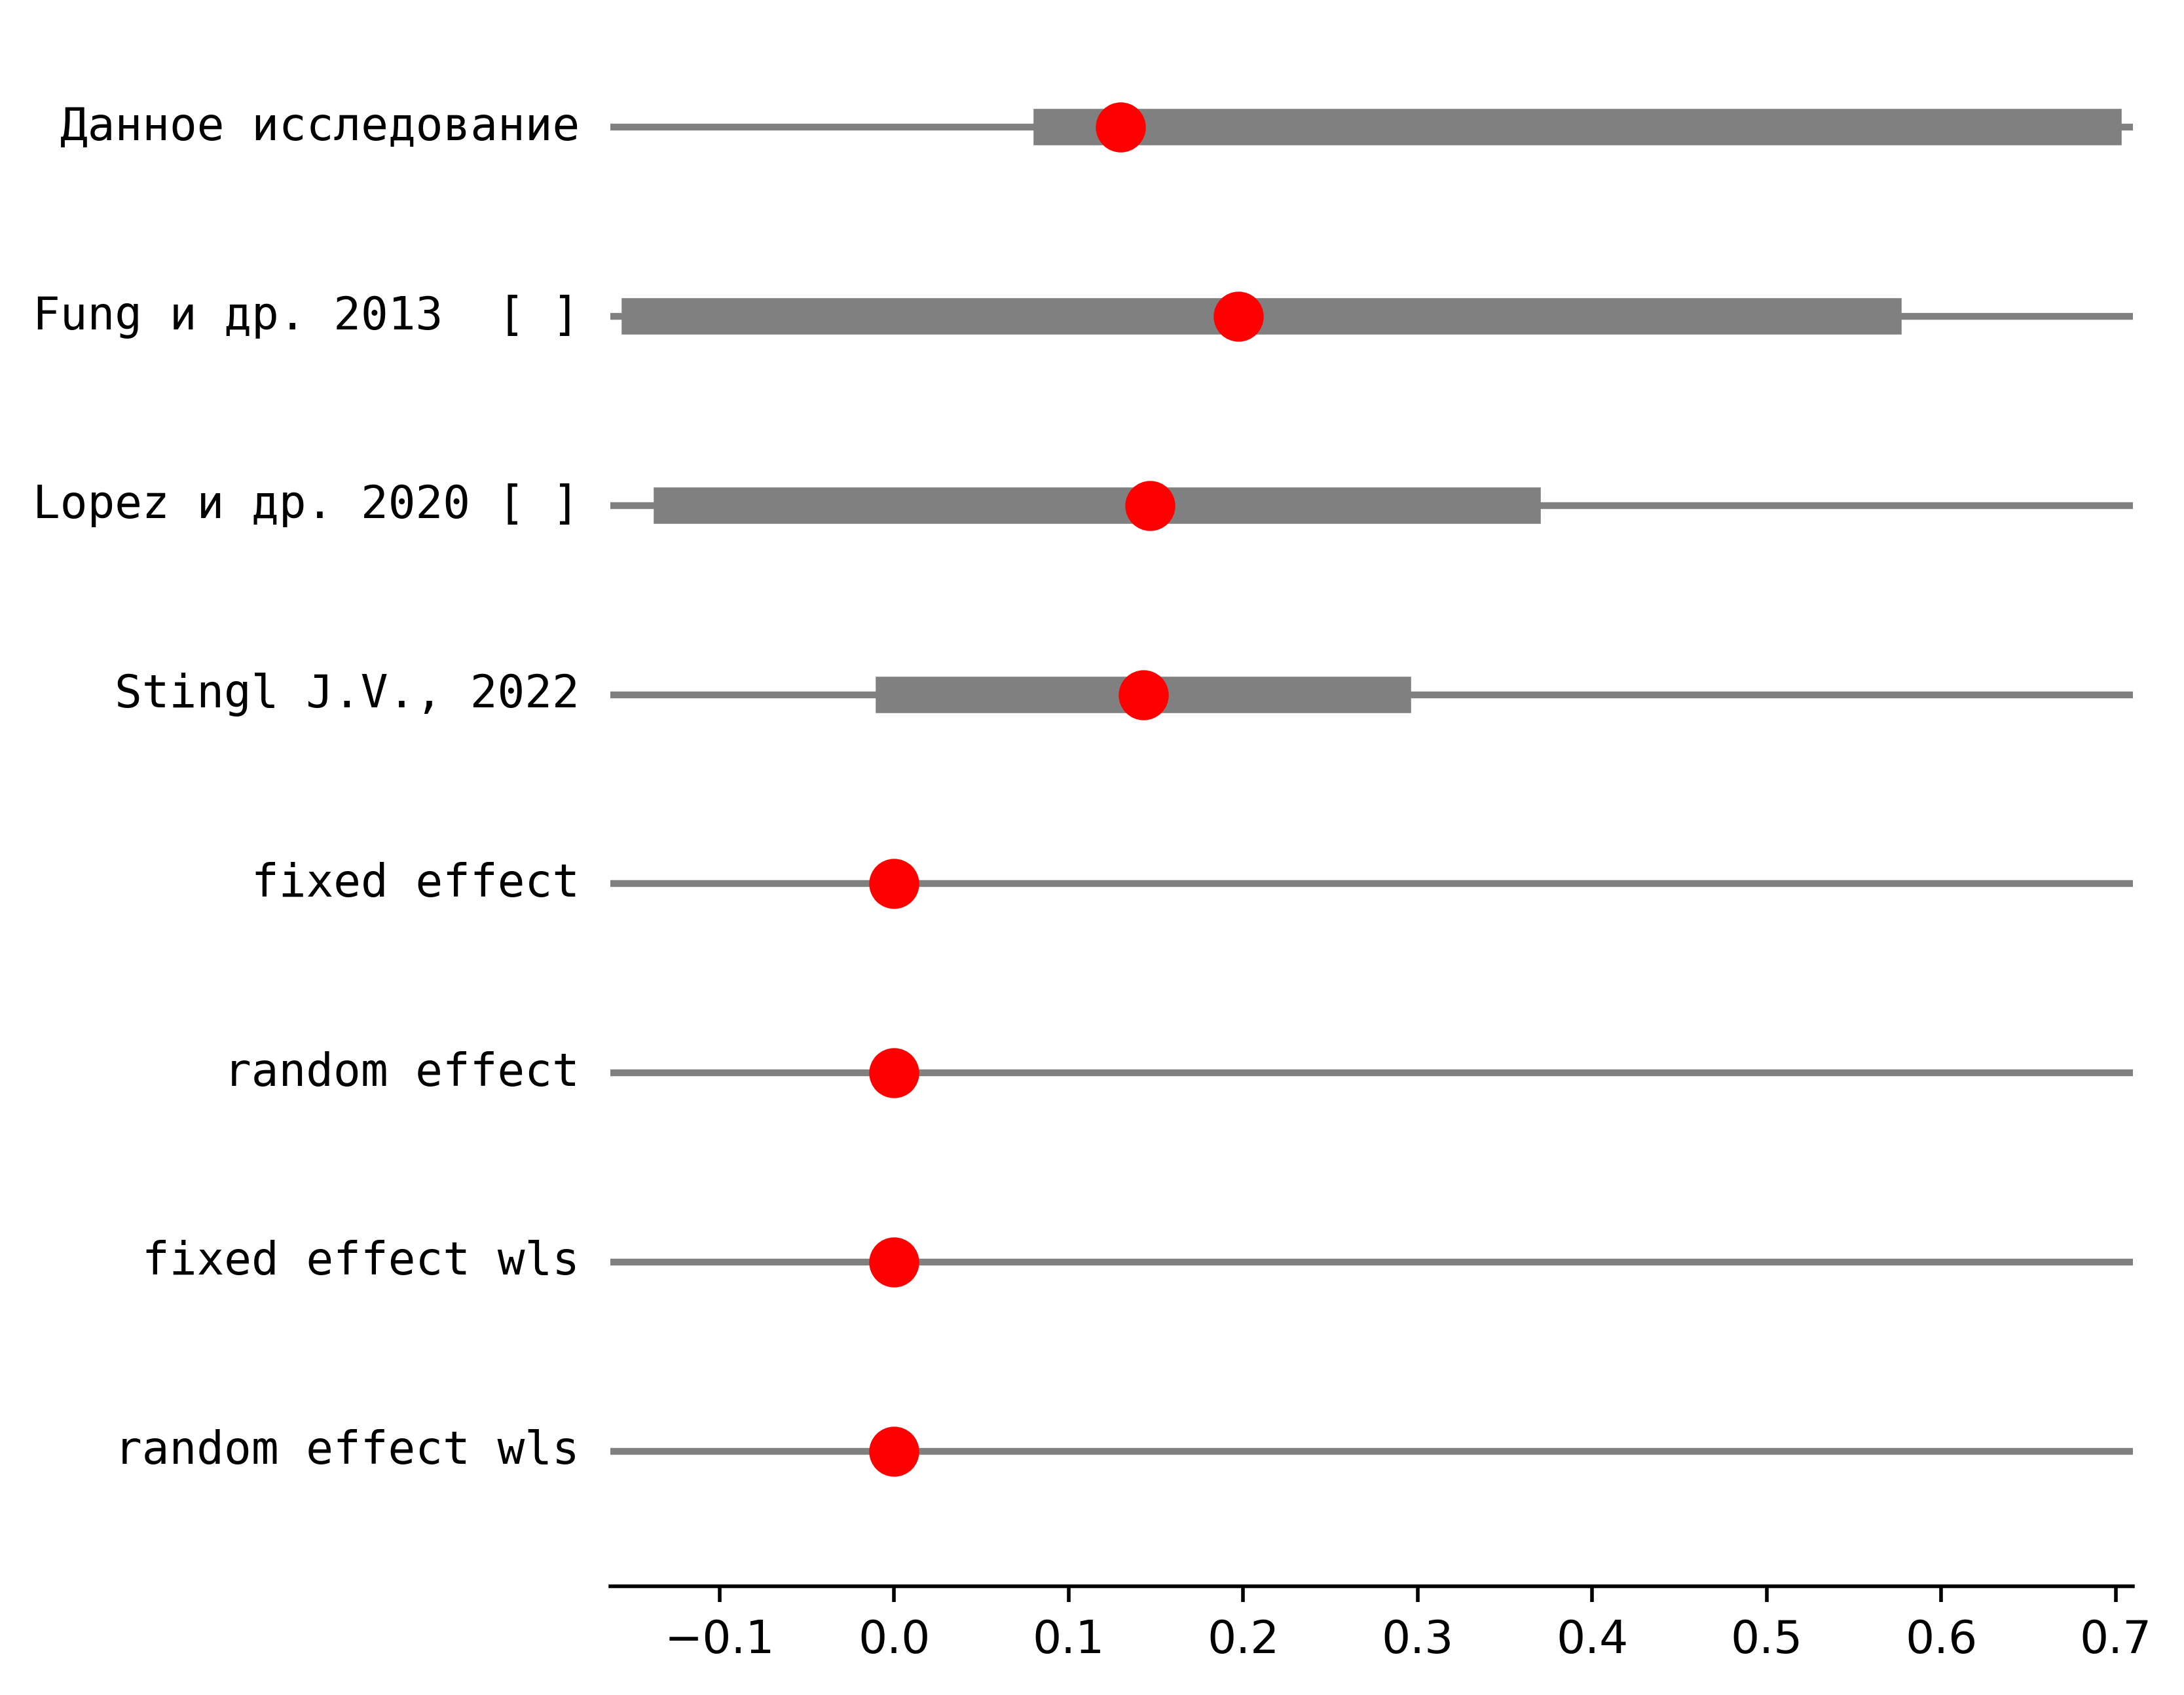 Данное исследование
Fung и др. 2013  [ ]
Lopez и др. 2020 [ ]
Stingl J.V., 2022
fixed effect
random effect
fixed effect wls
random effect wls
−0.1 0.0 0.1 0.2 0.3 0.4 0.5 0.6 0.7